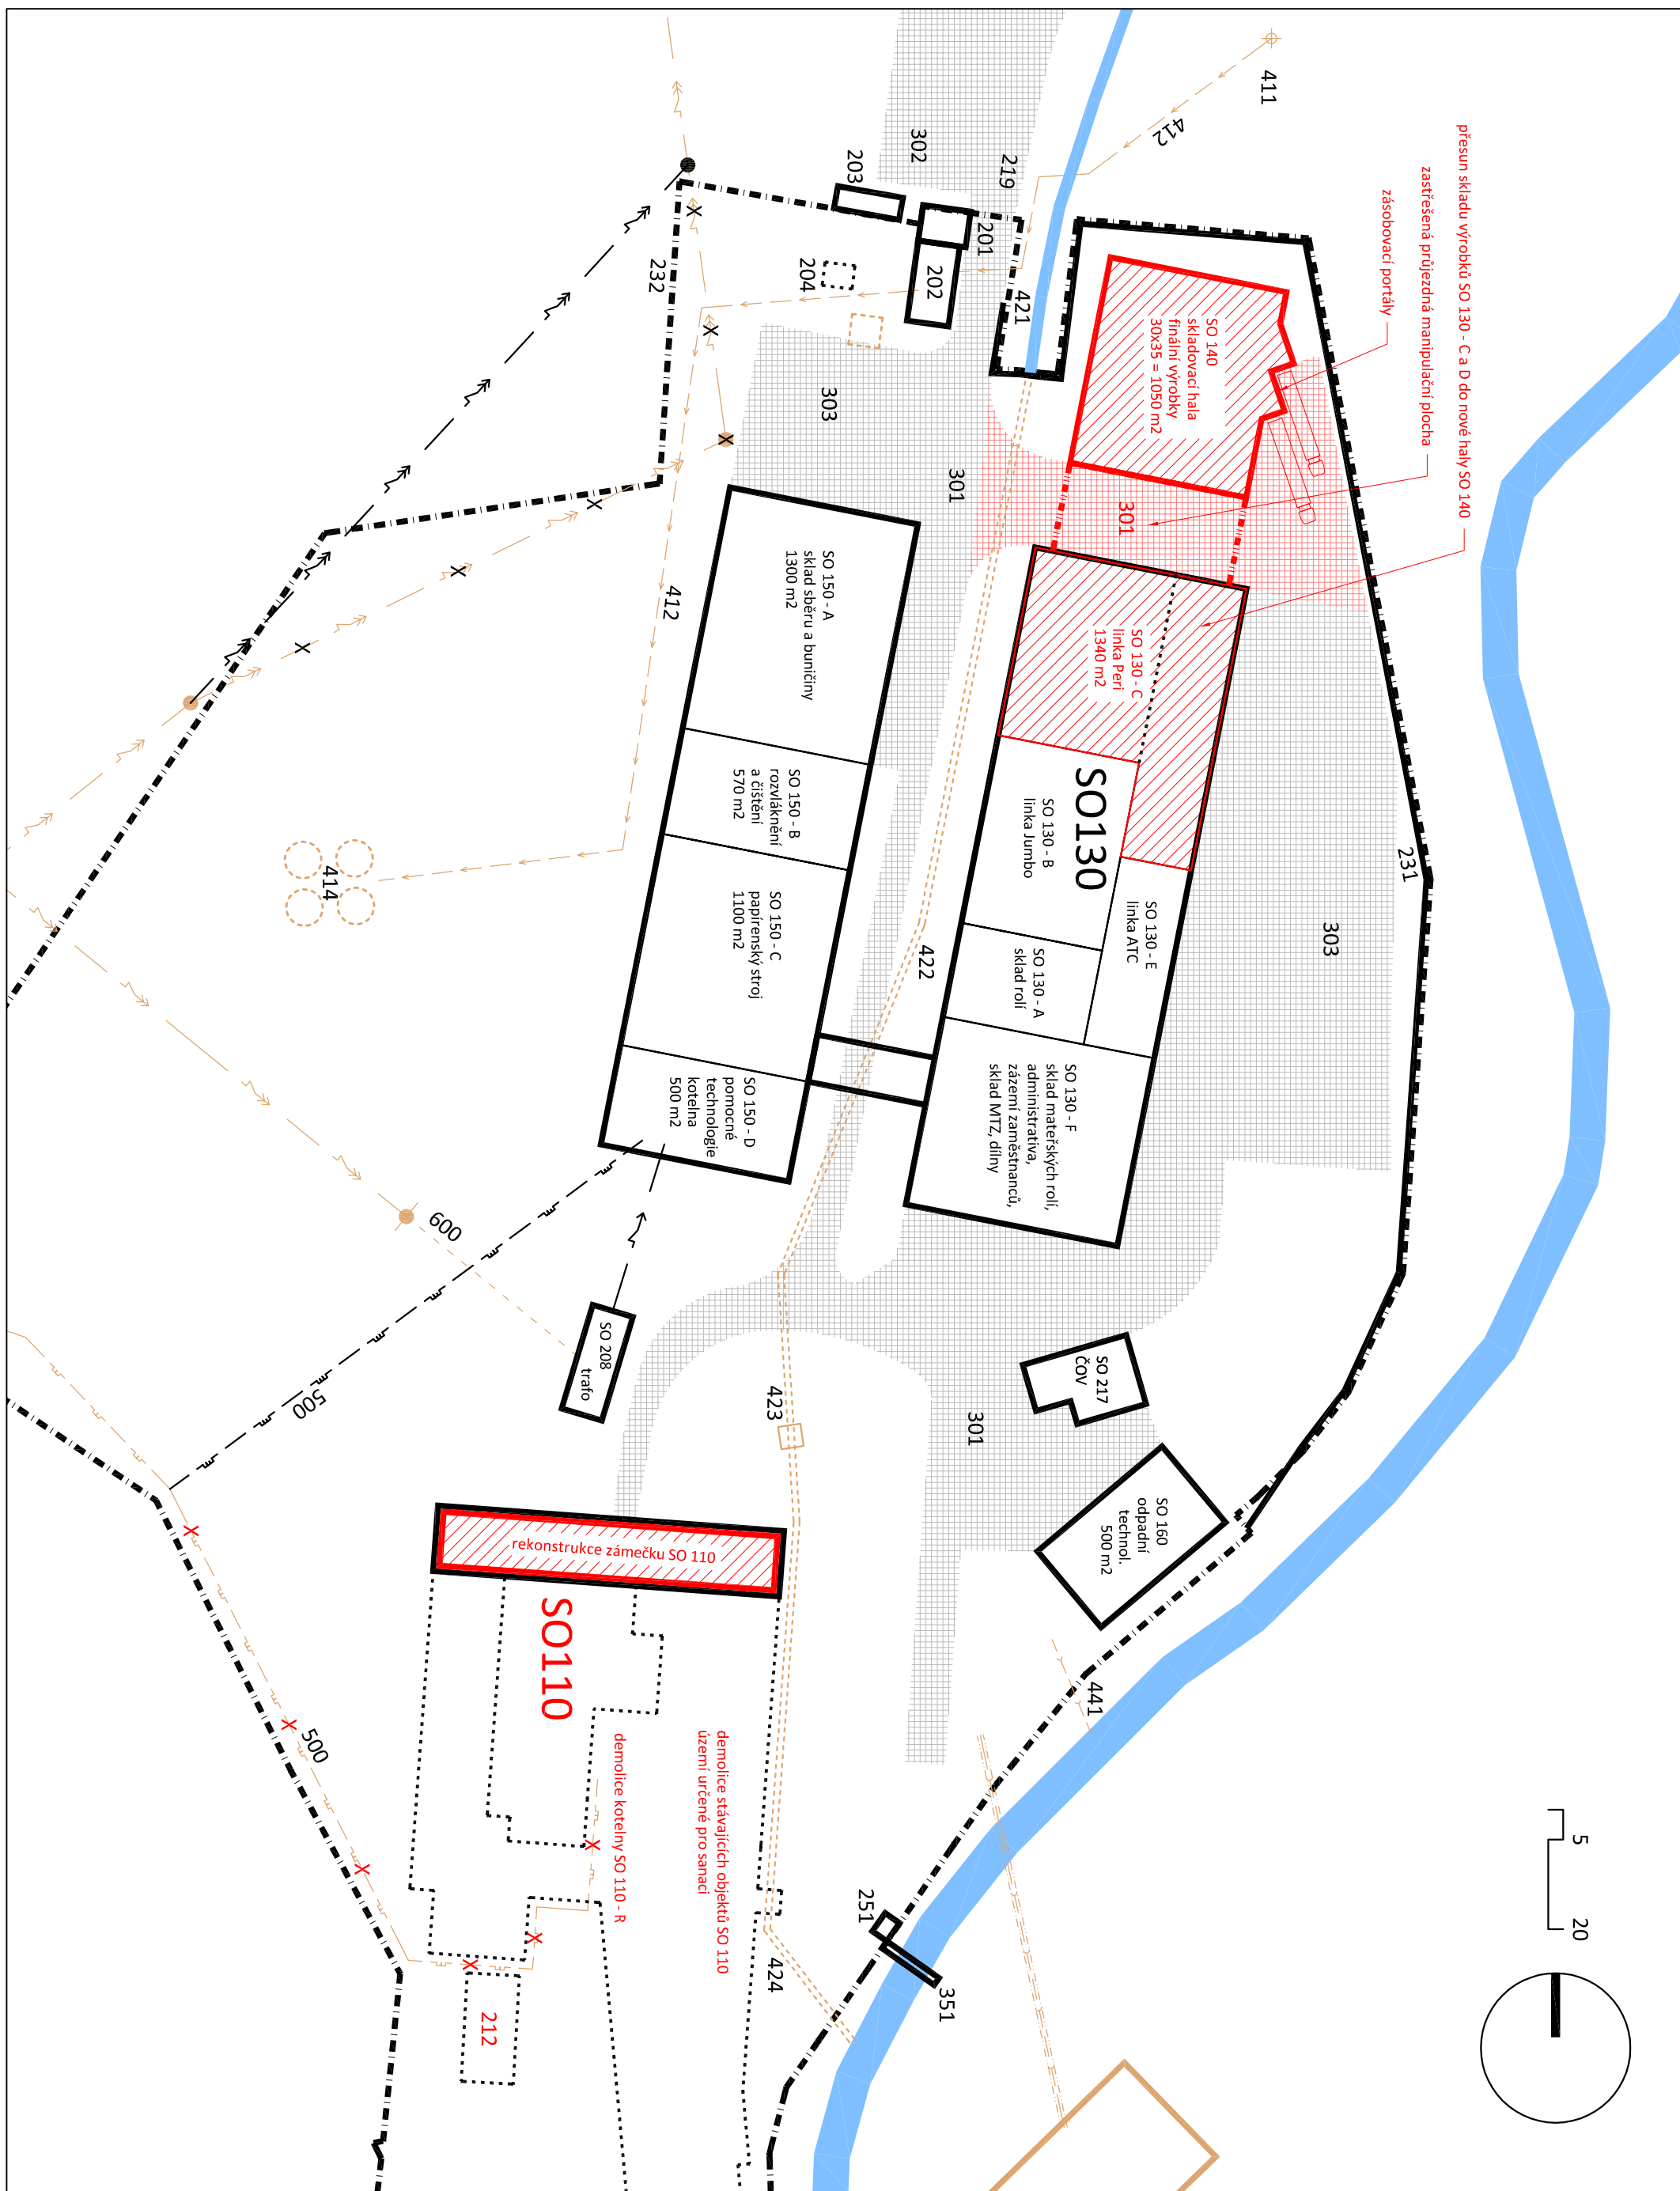 411
412
přesun skladu výrobků SO 130 - C a D do nové haly SO 140
zastřešená průjezdná manipulační plocha
zásobovací portály
302
219
203
201
202
204
232
421
303
301
301
SO 140
skladovací hala
finální výrobky
30x35 = 1050 m2
412
SO 150 - A
sklad sběru a buničiny
1300 m2
SO 130 - C
linka Peri
1340 m2
SO130
SO 150 - B
rozvláknění
a čištění
570 m2
SO 130 - B
linka Jumbo
231
303
414
SO 150 - C
papírenský stroj
1100 m2
422
SO 130 - E
linka ATC
SO 130 - A
sklad rolí
SO 150 - D
pomocné
technologie
kotelna
500 m2
SO 130 - F
sklad mateřských rolí,
administrativa,
zázemí zaměstnanců,
sklad MTZ, dílny
600
SO 208
trafo
500
423
SO 217
ČOV
301
SO 160
odpadní
technol.
500 m2
rekonstrukce zámečku SO 110
SO110
441
500
demolice kotelny SO 110 - R
demolice stávajících objektů SO 110
území určené pro sanaci
251
351
424
212
5
20